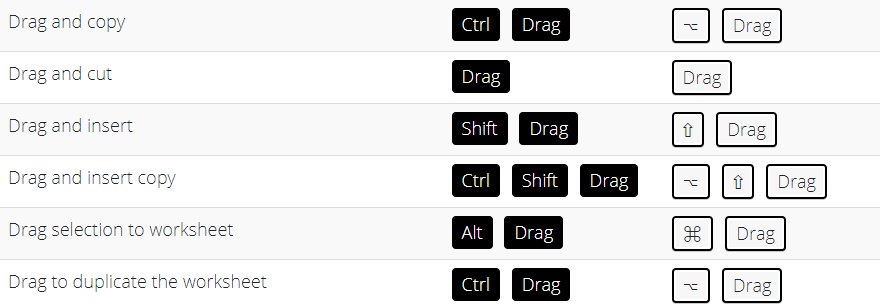 Drag and copy Ctrl Drag ⌥ Drag
Drag and cut Drag Drag
Drag and insert Shift Drag ⇧ Drag
Drag and insert copy Ctrl Shift Drag ⌥ ⇧ Drag
Drag selection to worksheet Alt Drag ⌘ Drag
Drag to duplicate the worksheet Ctrl Drag ⌥ Drag